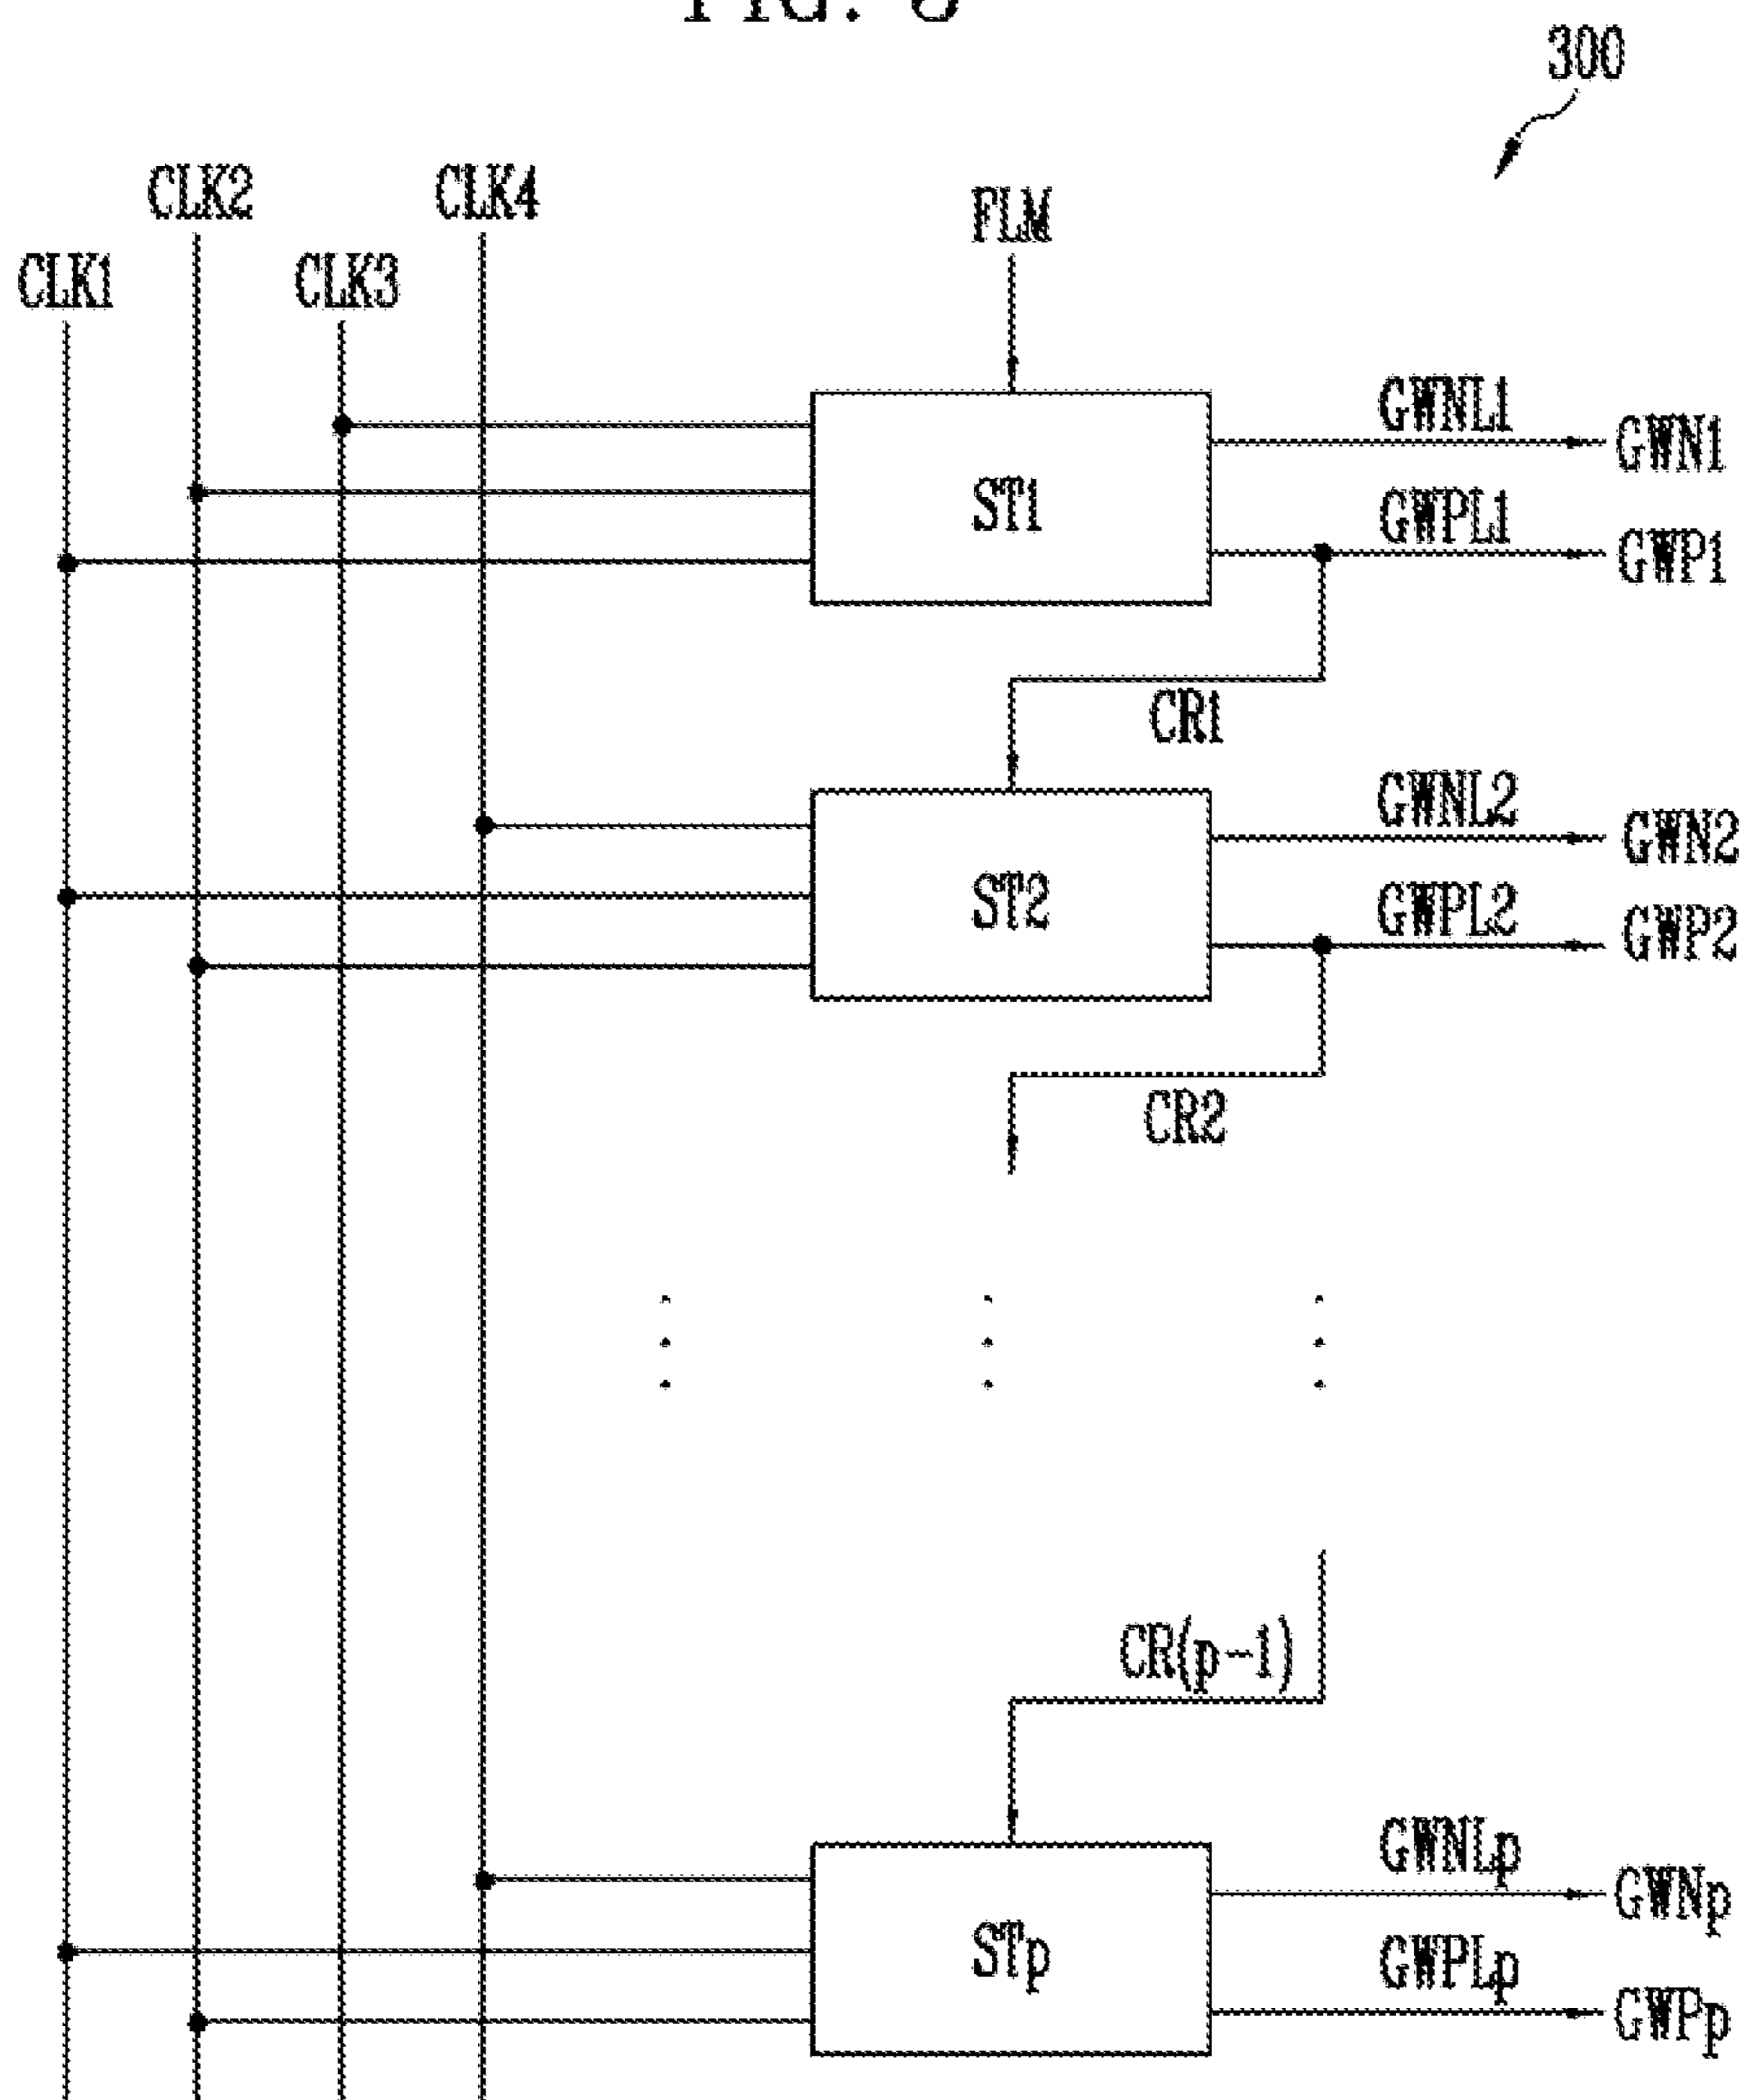 300
CLK2
CLK4
FLM
CLK1
CLK3
GWNL1
GWN1
ST1
GWPL1
GWP1
CR1
GWNL2
GWN2
ST2
GWPL2
GWP2
CR2
CR(p-1)
GWNLp
GWNp
STp
GWPLp
GWPp